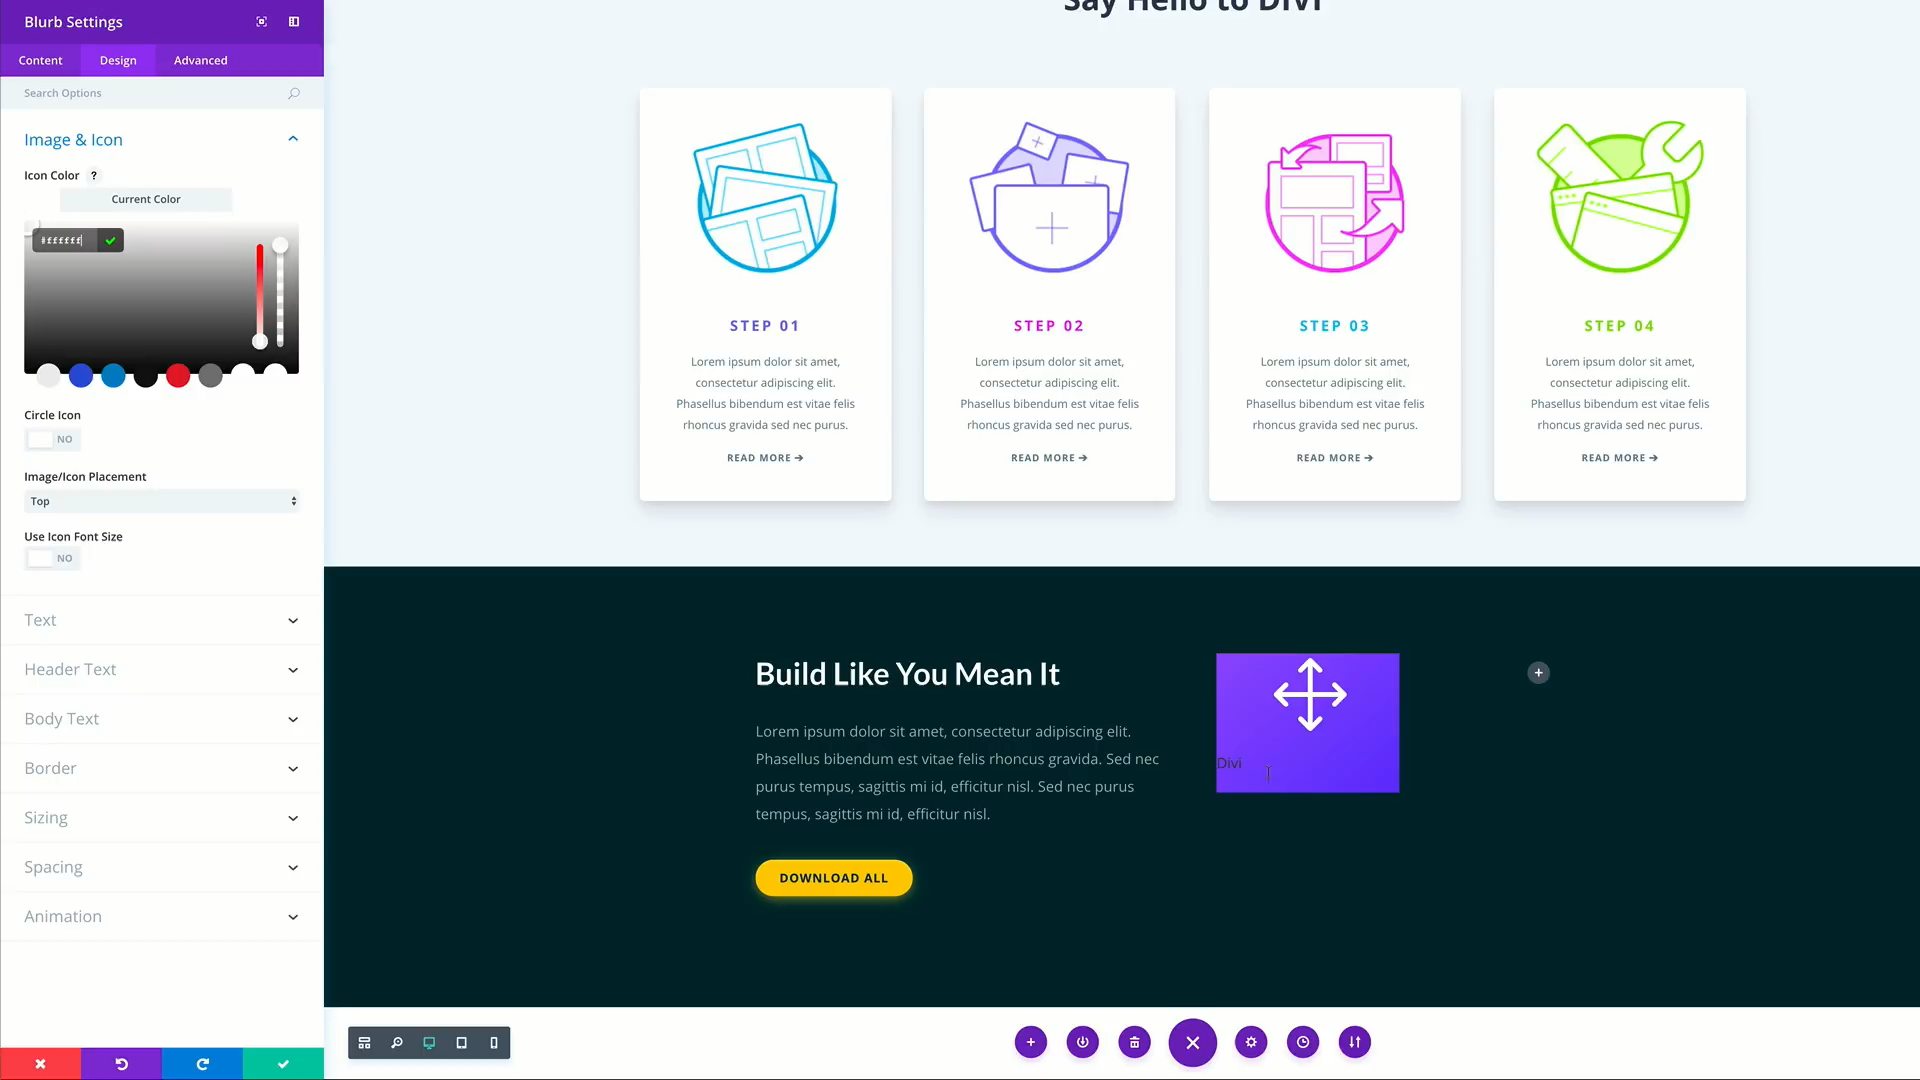 Blurb Settings
Content Design Advanced
Search Options
Image & Icon
Icon Color ?
Current Color
#ffffff
Circle Icon
NO
Image/Icon Placement
Top
Use Icon Font Size
NO
Text
Header Text
Body Text
Border
Sizing
Spacing
Animation
Say Hello to Divi
STEP 01
Lorem ipsum dolor sit amet,
consectetur adipiscing elit.
Phasellus bibendum est vitae felis
rhoncus gravida sed nec purus.
READ MORE →
STEP 02
Lorem ipsum dolor sit amet,
consectetur adipiscing elit.
Phasellus bibendum est vitae felis
rhoncus gravida sed nec purus.
READ MORE →
STEP 03
Lorem ipsum dolor sit amet,
consectetur adipiscing elit.
Phasellus bibendum est vitae felis
rhoncus gravida sed nec purus.
READ MORE →
STEP 04
Lorem ipsum dolor sit amet,
consectetur adipiscing elit.
Phasellus bibendum est vitae felis
rhoncus gravida sed nec purus.
READ MORE →
Build Like You Mean It
Lorem ipsum dolor sit amet, consectetur adipiscing elit.
Phasellus bibendum est vitae felis rhoncus gravida. Sed nec
purus tempus, sagittis mi id, efficitur nisl. Sed nec purus
tempus, sagittis mi id, efficitur nisl.
DOWNLOAD ALL
Divi